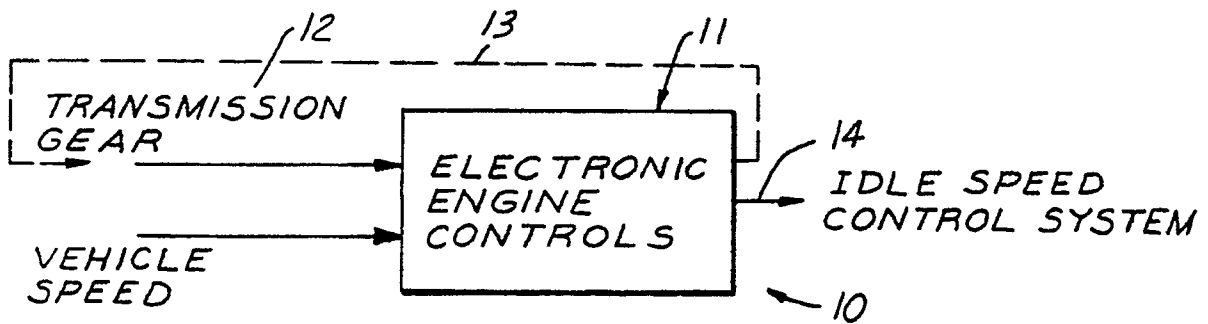 12
13
11
TRANSMISSION
GEAR
ELECTRONIC
ENGINE
CONTROLS
14
IDLE SPEED
CONTROL SYSTEM
VEHICLE
SPEED
10